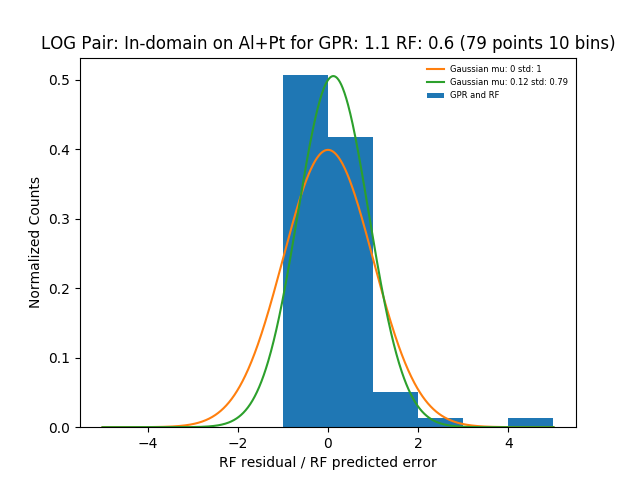 LOG Pair: In-domain on Al+Pt for GPR: 1.1 RF: 0.6 (79 points 10 bins)
Gaussian mu: 0 std: 1
Gaussian mu: 0.12 std: 0.79
GPR and RF
0.5
0.4
0.3
0.2
0.1
0.0
Normalized Counts
−4
−2
0
2
4
RF residual / RF predicted error